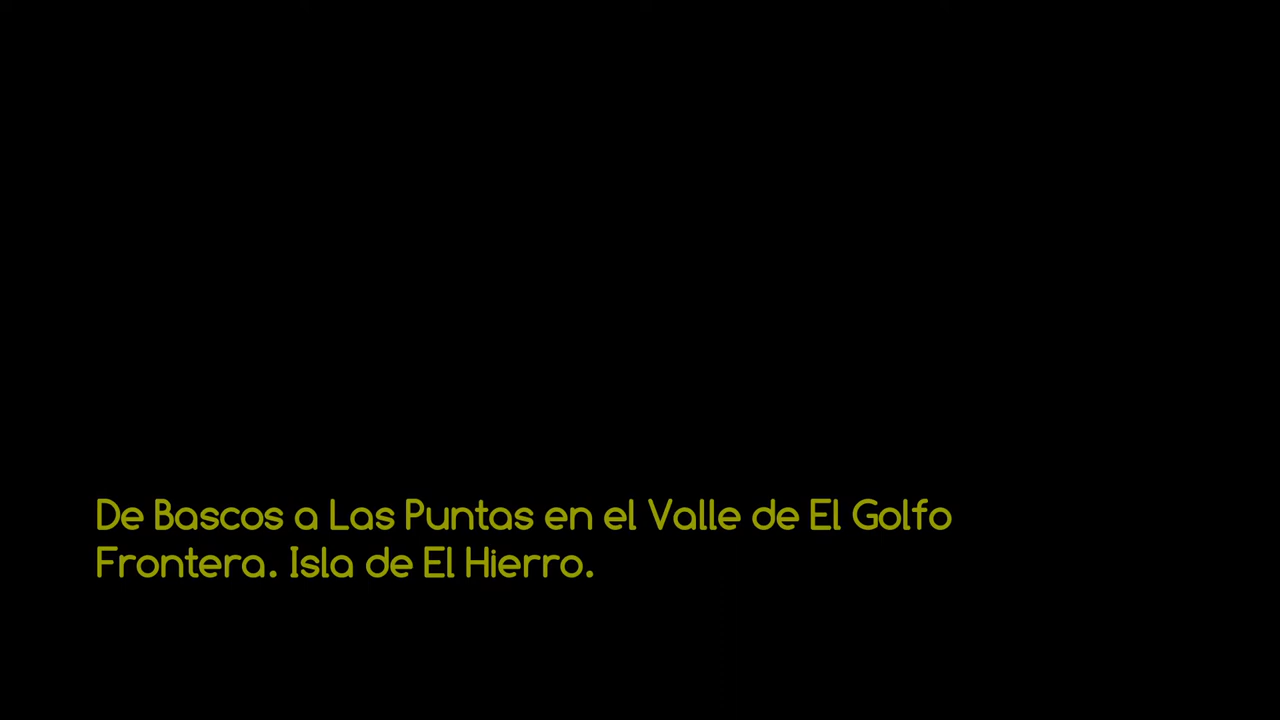 De Bascos a Las Puntas en el Valle de El Golfo
Frontera. Isla de El Hierro.